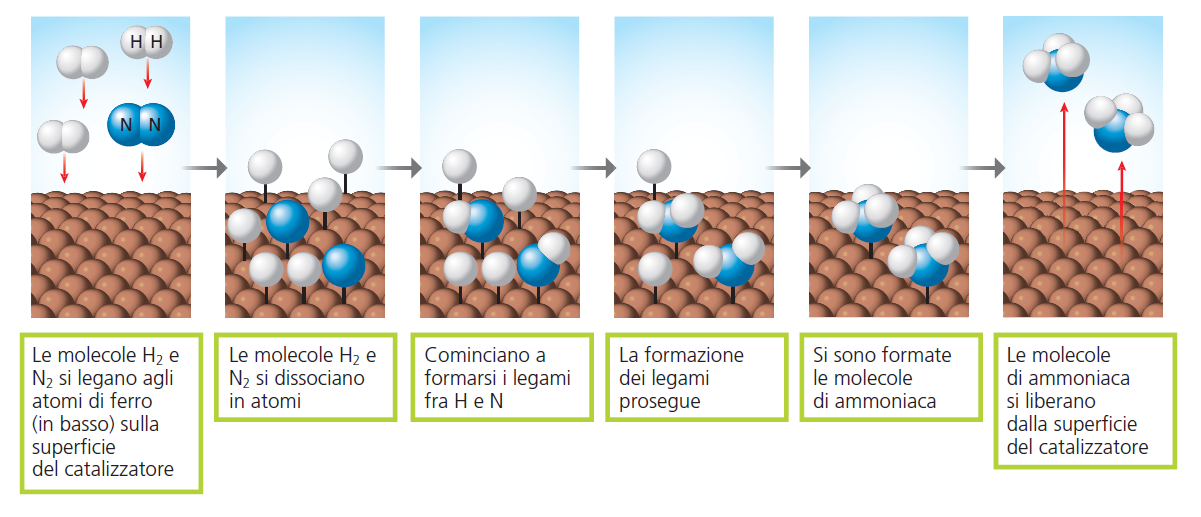 H H
N N
Le molecole H₂ e
N₂ si legano agli
atomi di ferro
(in basso) sulla
superficie
del catalizzatore
Le molecole H₂ e
N₂ si dissociano
in atomi
Cominciano a
formarsi i legami
fra H e N
La formazione
dei legami
prosegue
Si sono formate
le molecole
di ammoniaca
Le molecole
di ammoniaca
si liberano
dalla superficie
del catalizzatore